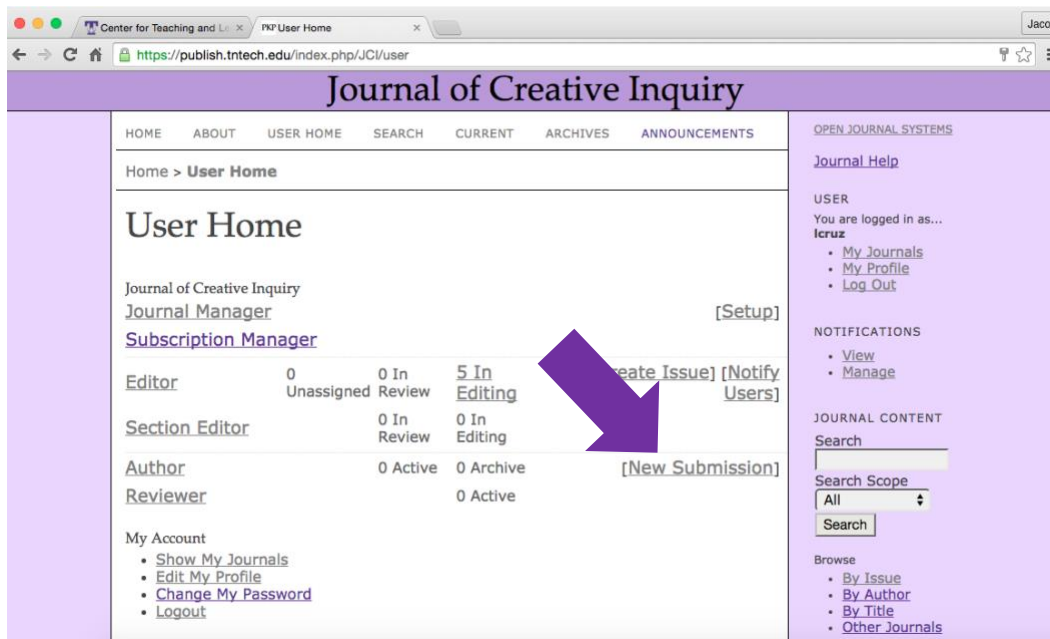 Center for Teaching and Le
PKP User Home
Jaco
https://publish.tntech.edu/index.php/JCI/user
Journal of Creative Inquiry
HOME ABOUT USER HOME SEARCH CURRENT ARCHIVES ANNOUNCEMENTS
Home > User Home
User Home
Journal of Creative Inquiry
Journal Manager [Setup]
Subscription Manager
Editor 0 Unassigned 0 In Review 5 In Editing eate Issue] [Notify Users]
Section Editor 0 In Review 0 In Editing
Author 0 Active 0 Archive [New Submission]
Reviewer 0 Active
My Account
• Show My Journals
• Edit My Profile
• Change My Password
• Logout
OPEN JOURNAL SYSTEMS
Journal Help
USER
You are logged in as...
lcruz
• My Journals
• My Profile
• Log Out
NOTIFICATIONS
• View
• Manage
JOURNAL CONTENT
Search
Search Scope
All
Search
Browse
• By Issue
• By Author
• By Title
• Other Journals